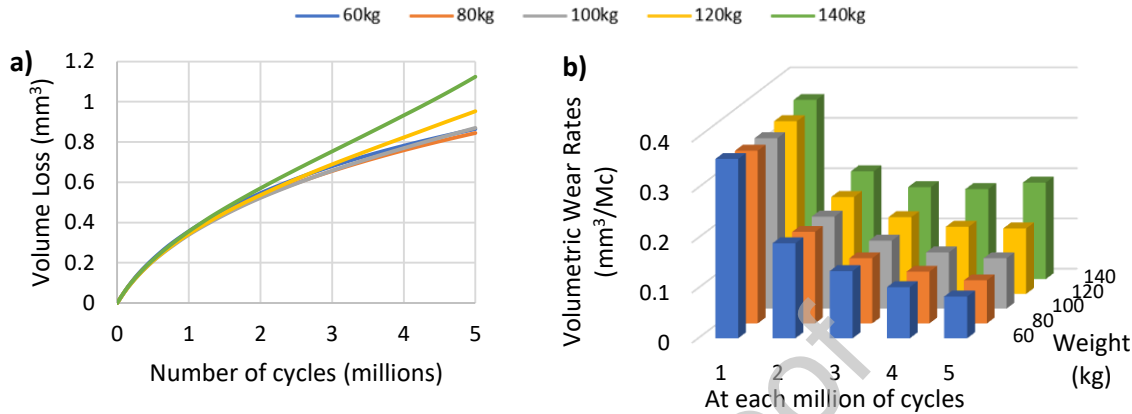 60kg 80kg 100kg 120kg 140kg
a)
Volume Loss (mm³)
1.2
1
0.8
0.6
0.4
0.2
0
0 1 2 3 4 5
Number of cycles (millions)
b)
Volumetric Wear Rates
(mm³/Mc)
0.4
0.3
0.2
0.1
0
1 2 3 4 5
At each million of cycles
60
80
100
120
140
Weight
(kg)